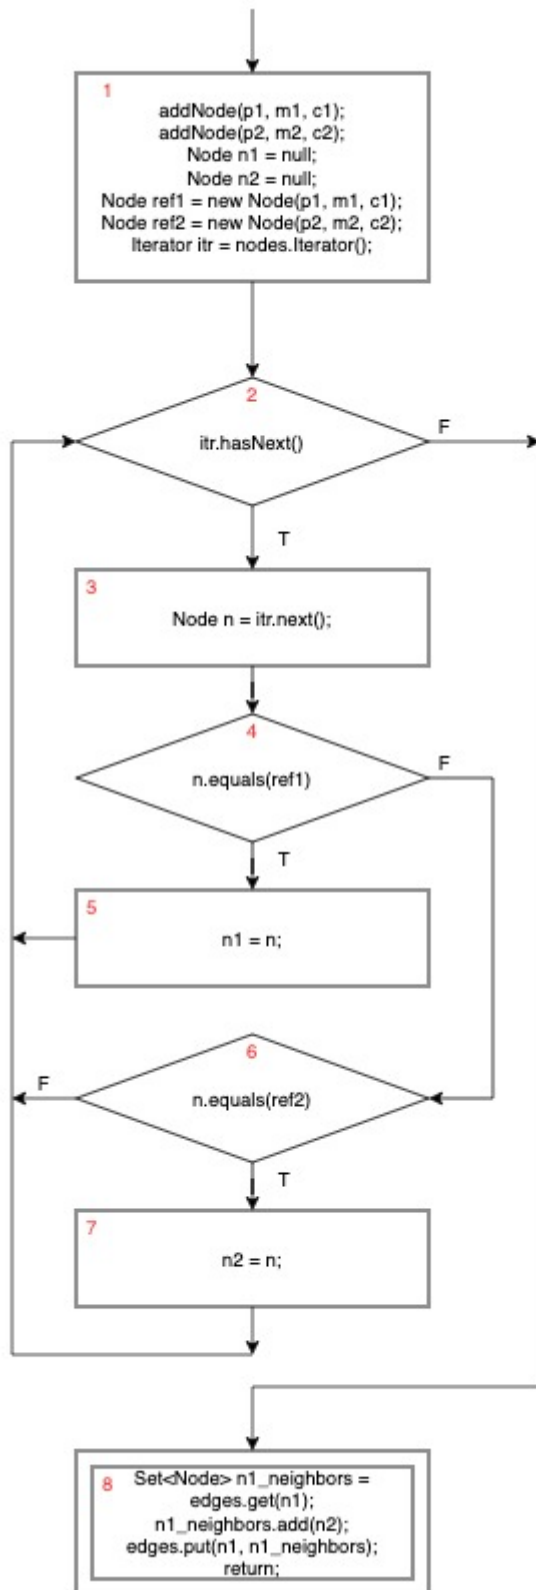 1
addNode(p1, m1, c1);
addNode(p2, m2, c2);
Node n1 = null;
Node n2 = null;
Node ref1 = new Node(p1, m1, c1);
Node ref2 = new Node(p2, m2, c2);
Iterator itr = nodes.Iterator();
2
itr.hasNext()
F
T
3
Node n = itr.next();
4
n.equals(ref1)
F
T
5
n1 = n;
6
n.equals(ref2)
F
T
7
n2 = n;
8
Set<Node> n1_neighbors =
edges.get(n1);
n1_neighbors.add(n2);
edges.put(n1, n1_neighbors);
return;